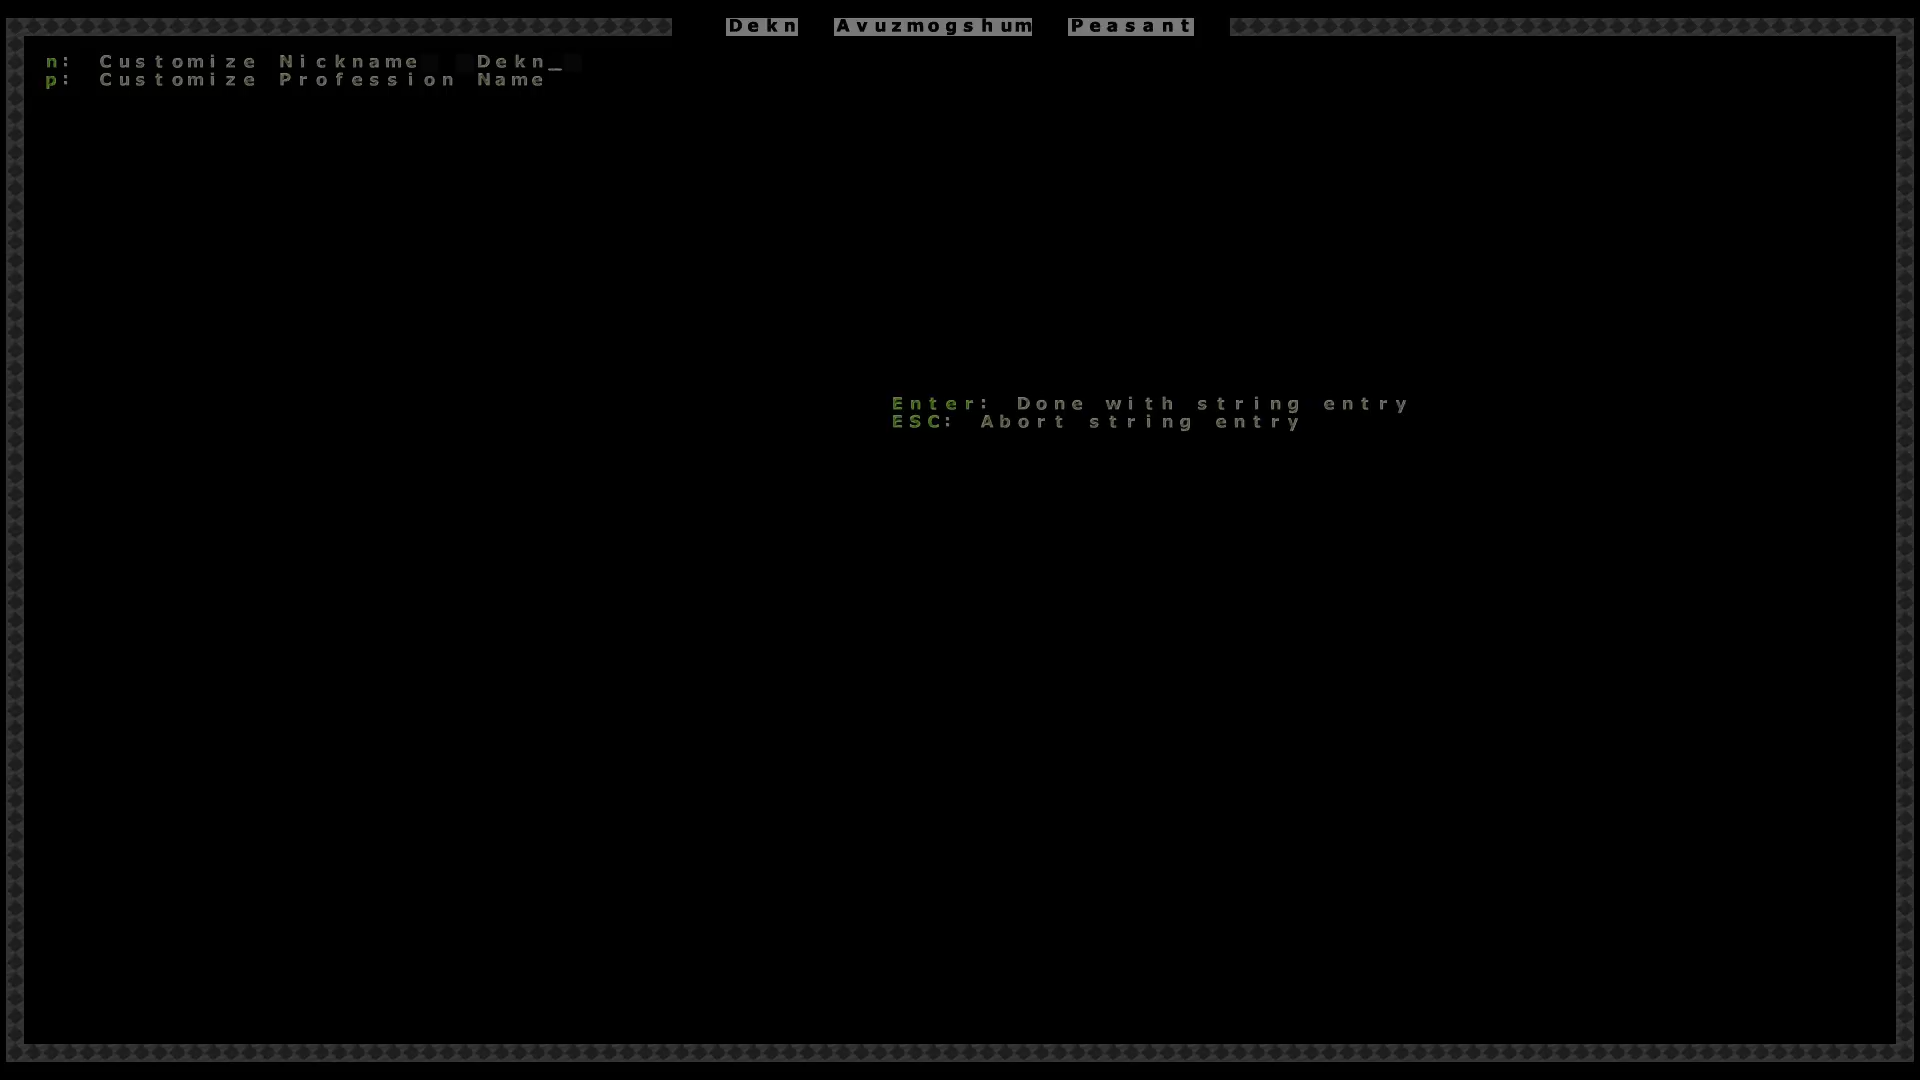 Dekn Avuzmogshum Peasant
n: Customize Nickname Dekn_
p: Customize Profession Name
Enter: Done with string entry
ESC: Abort string entry